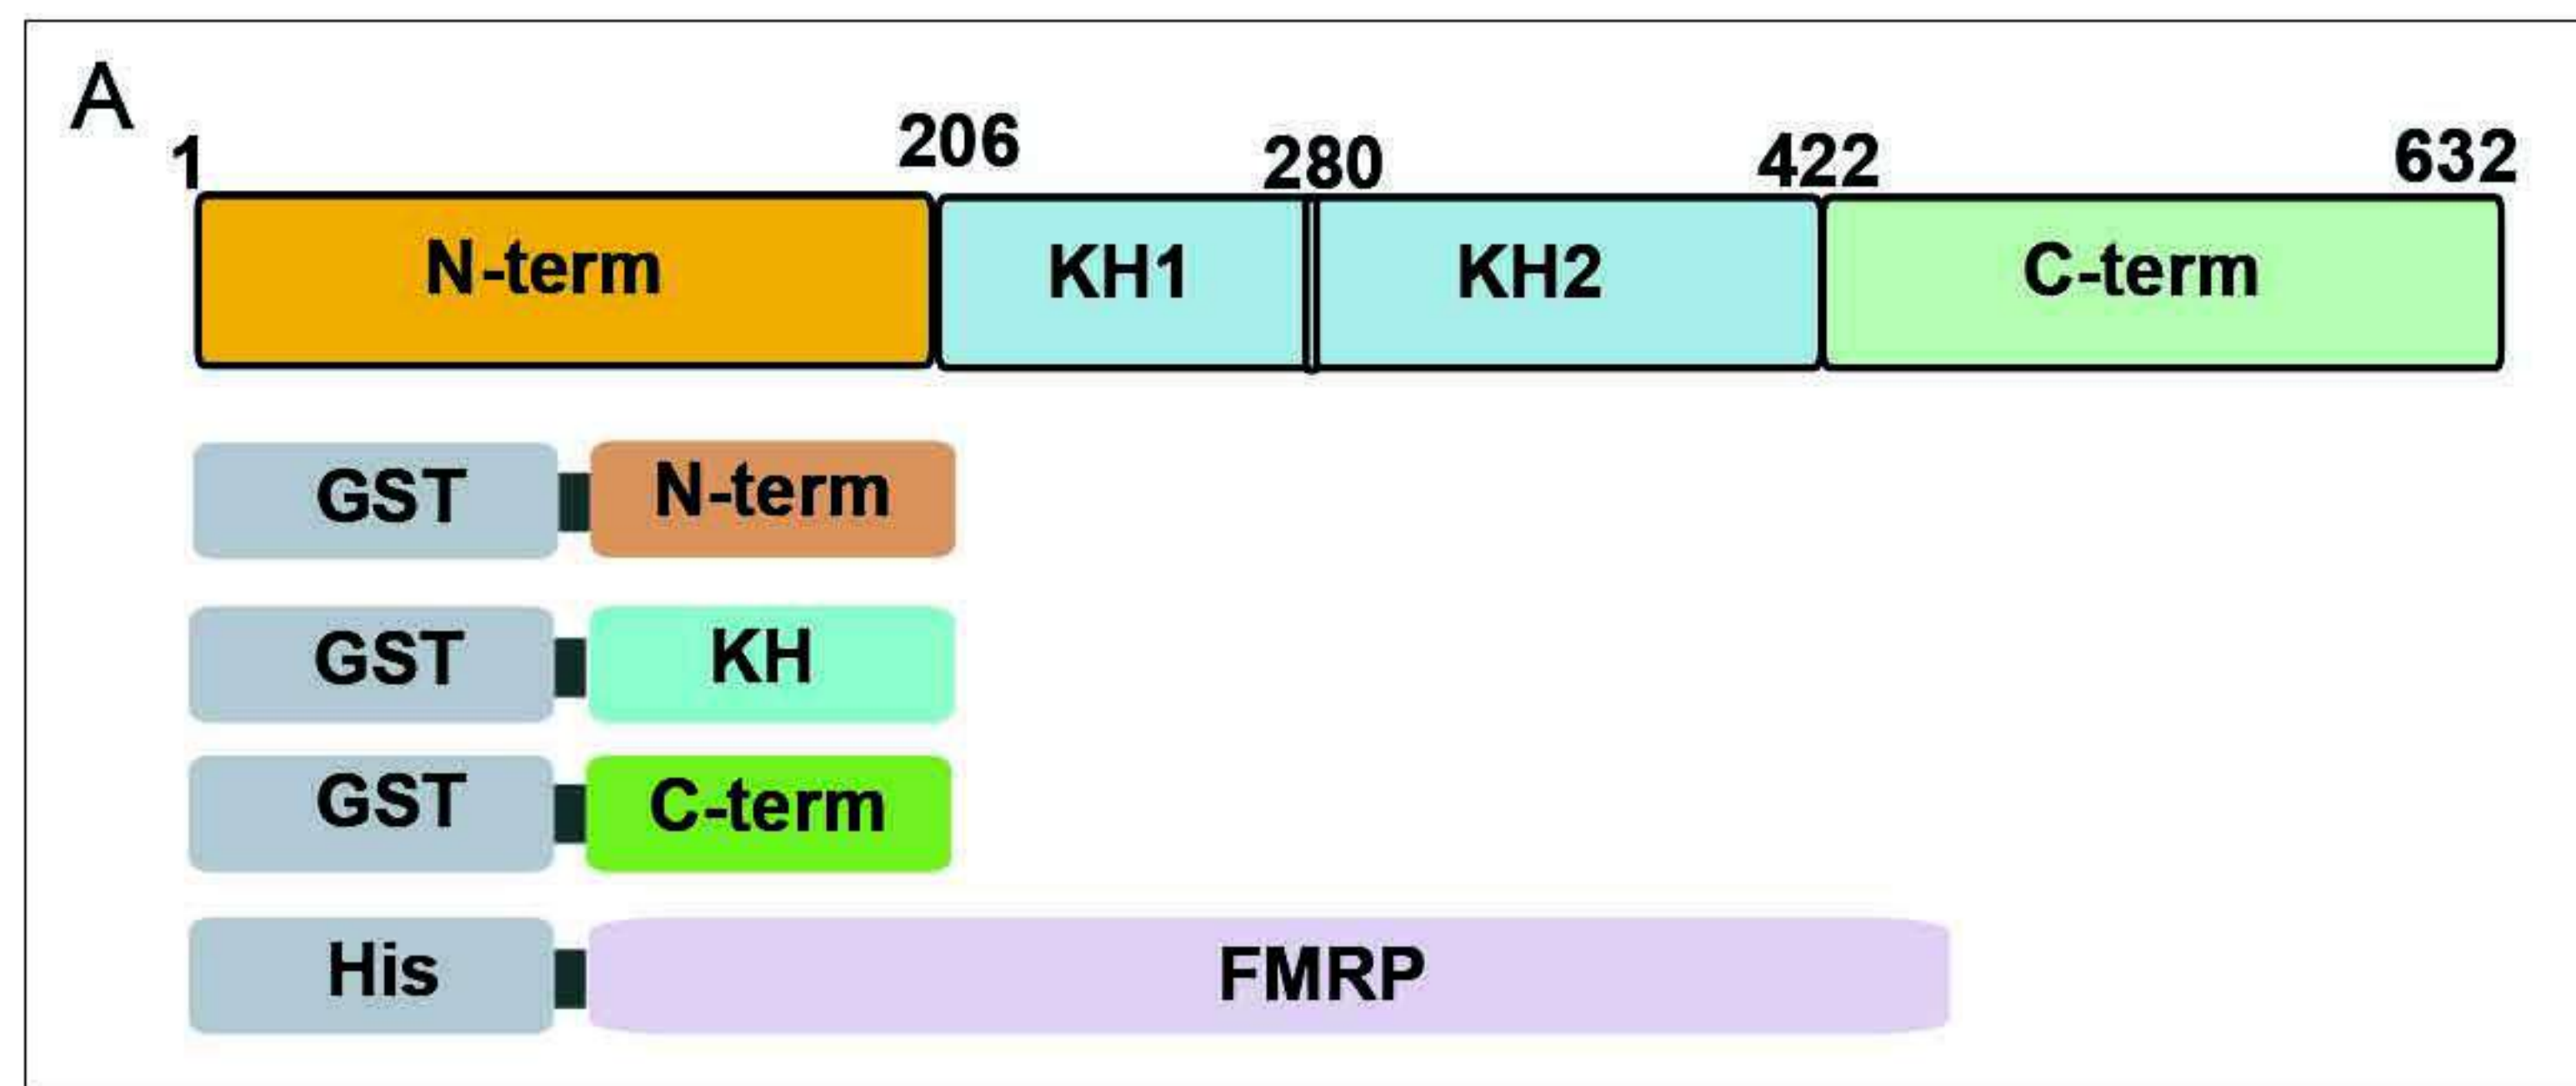 A
1 206 280 422 632
N-term KH1 KH2 C-term
GST N-term
GST KH
GST C-term
His FMRP